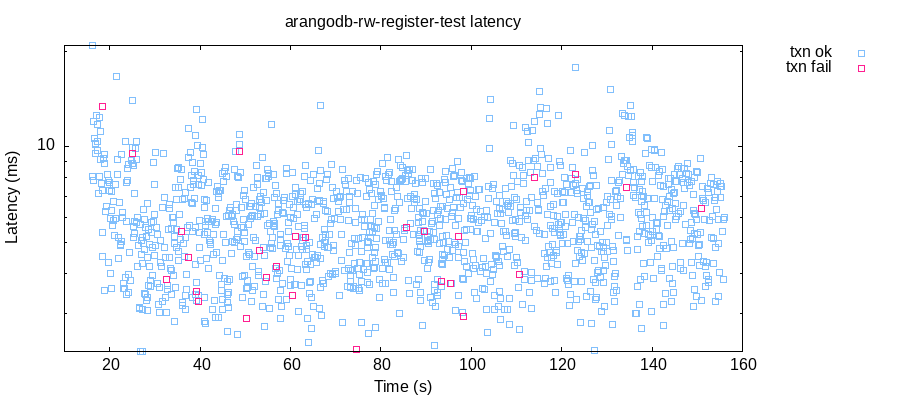 arangodb-rw-register-test latency
txn ok
txn fail
10
Latency (ms)
20 40 60 80 100 120 140 160
Time (s)